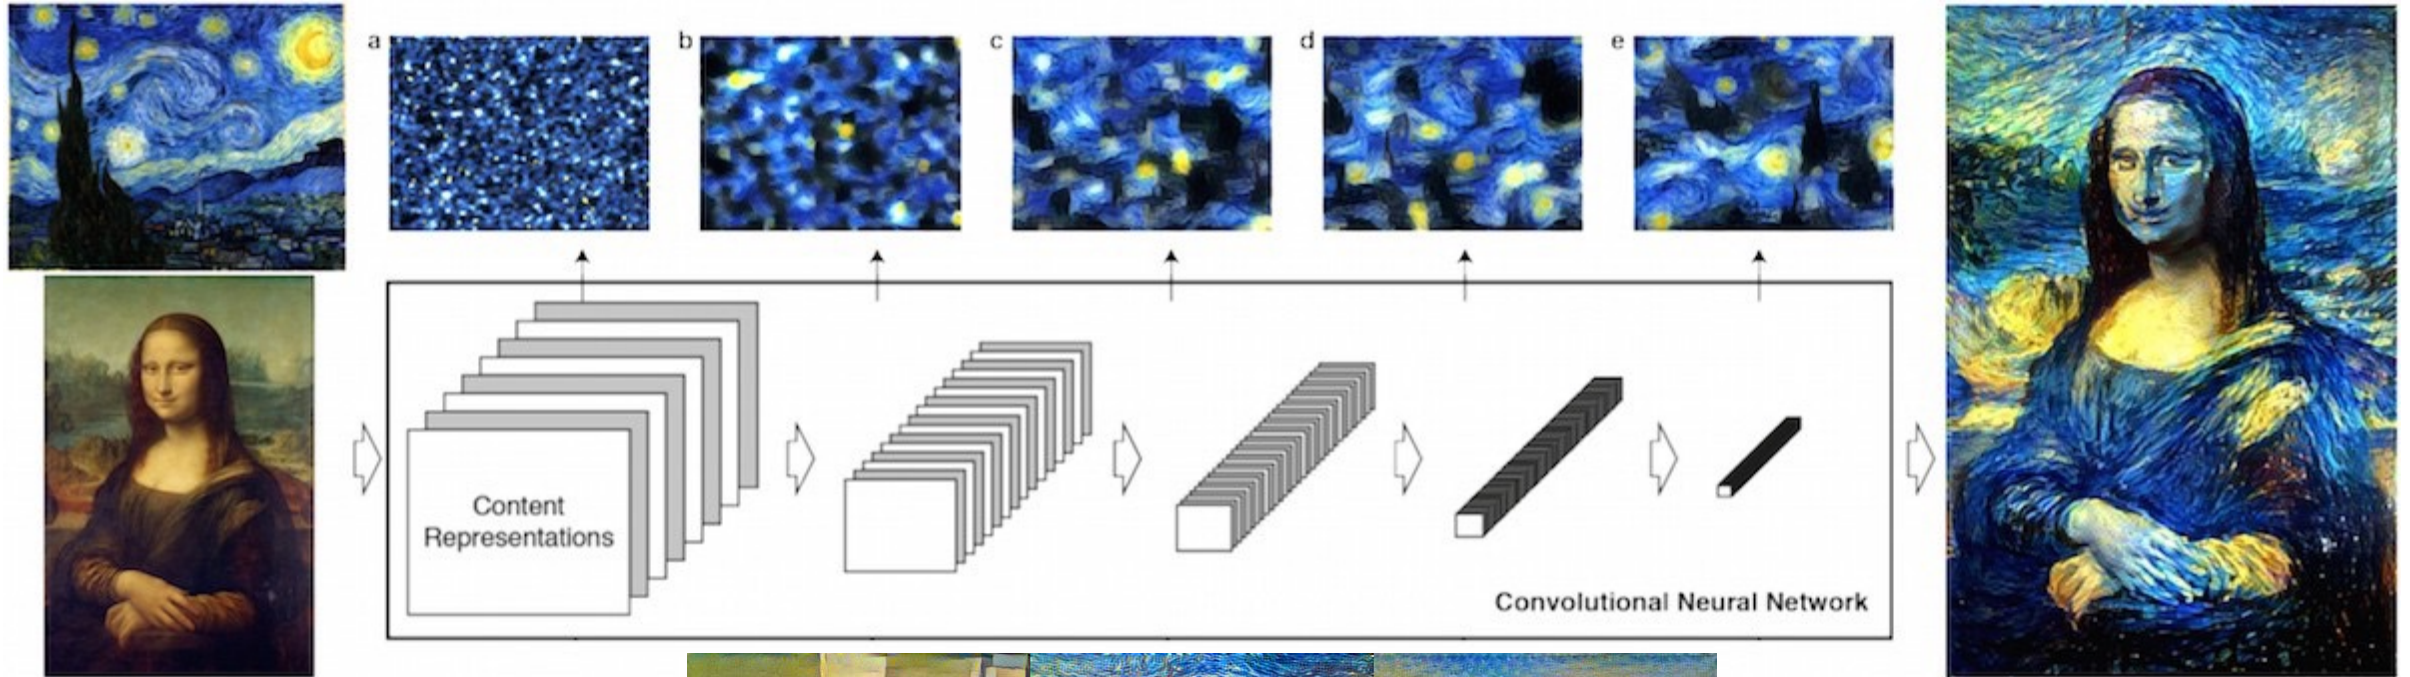 a
b
c
d
e
Content
Representations
Convolutional Neural Network